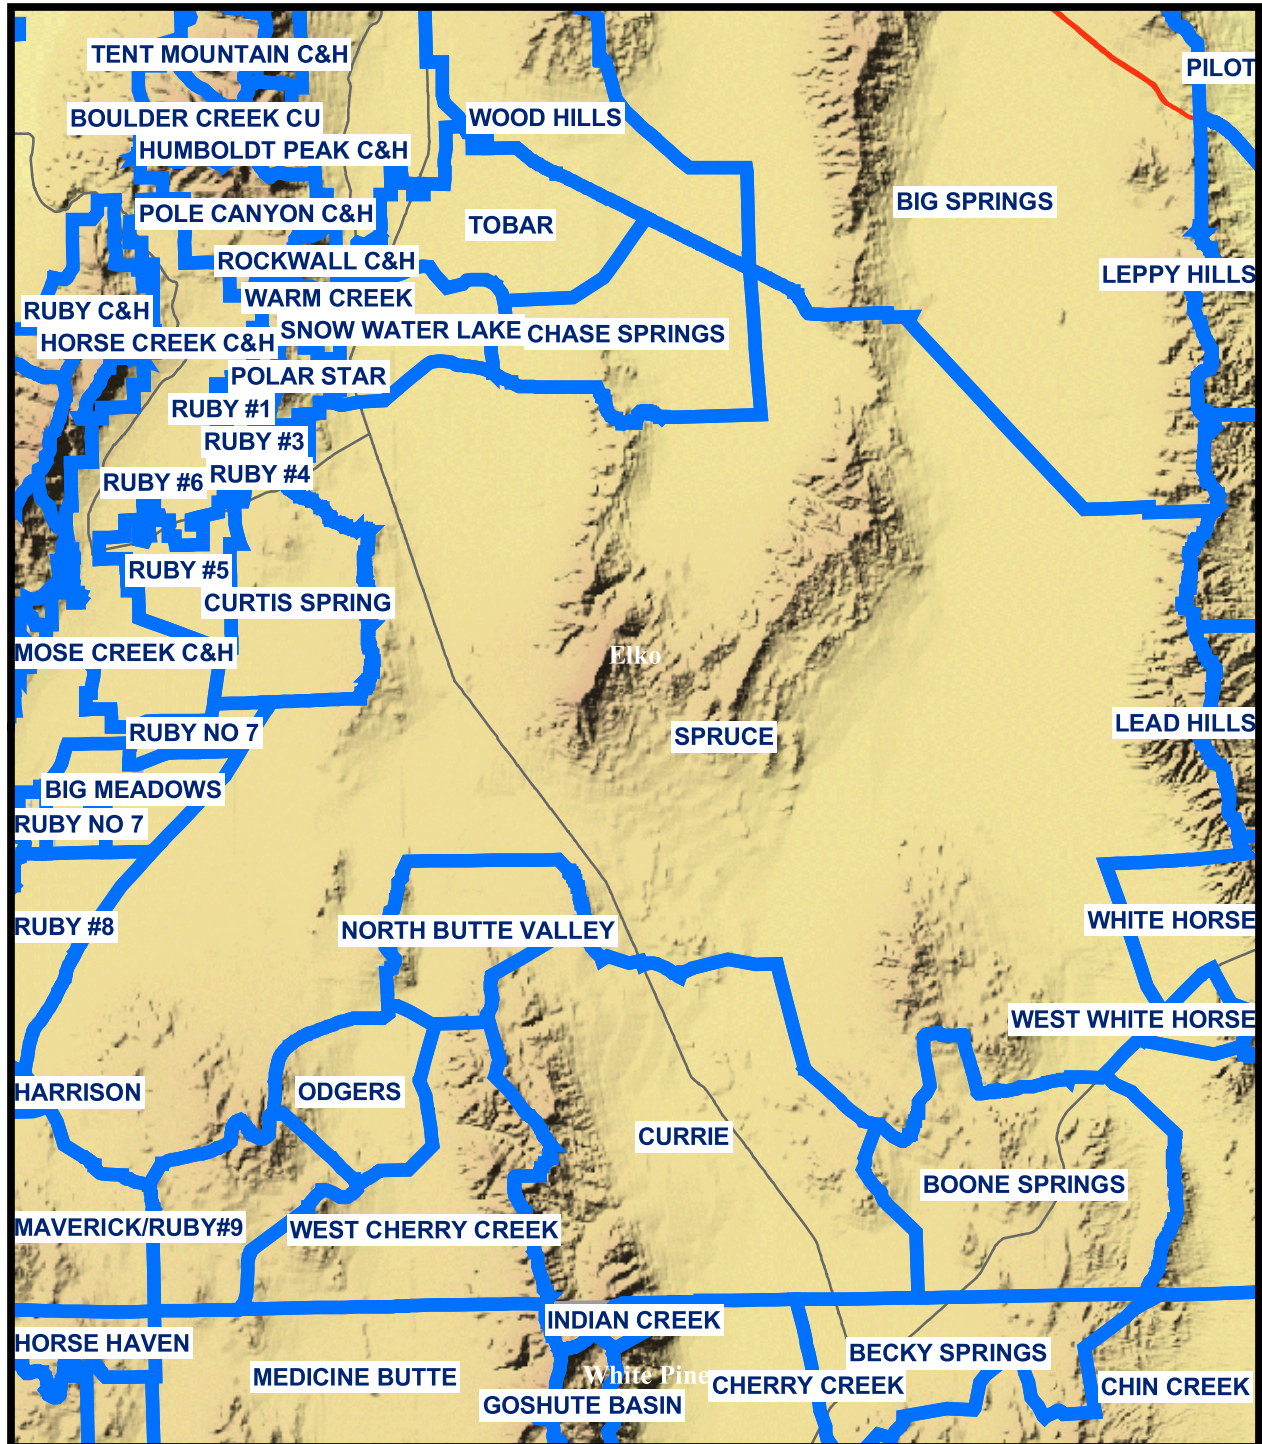 TENT MOUNTAIN C&H
PILOT
BOULDER CREEK CU
WOOD HILLS
HUMBOLDT PEAK C&H
BIG SPRINGS
POLE CANYON C&H
TOBAR
ROCKWALL C&H
LEPPY HILLS
WARM CREEK
RUBY C&H
SNOW WATER LAKE
CHASE SPRINGS
HORSE CREEK C&H
POLAR STAR
RUBY #1
RUBY #3
RUBY #4
RUBY #6
RUBY #5
CURTIS SPRING
MOSE CREEK C&H
Elko
LEAD HILLS
RUBY NO 7
SPRUCE
BIG MEADOWS
RUBY NO 7
WHITE HORSE
RUBY #8
NORTH BUTTE VALLEY
WEST WHITE HORSE
HARRISON
ODGERS
CURRIE
BOONE SPRINGS
MAVERICK/RUBY#9
WEST CHERRY CREEK
INDIAN CREEK
HORSE HAVEN
BECKY SPRINGS
MEDICINE BUTTE
White Pine
CHERRY CREEK
CHIN CREEK
GOSHUTE BASIN